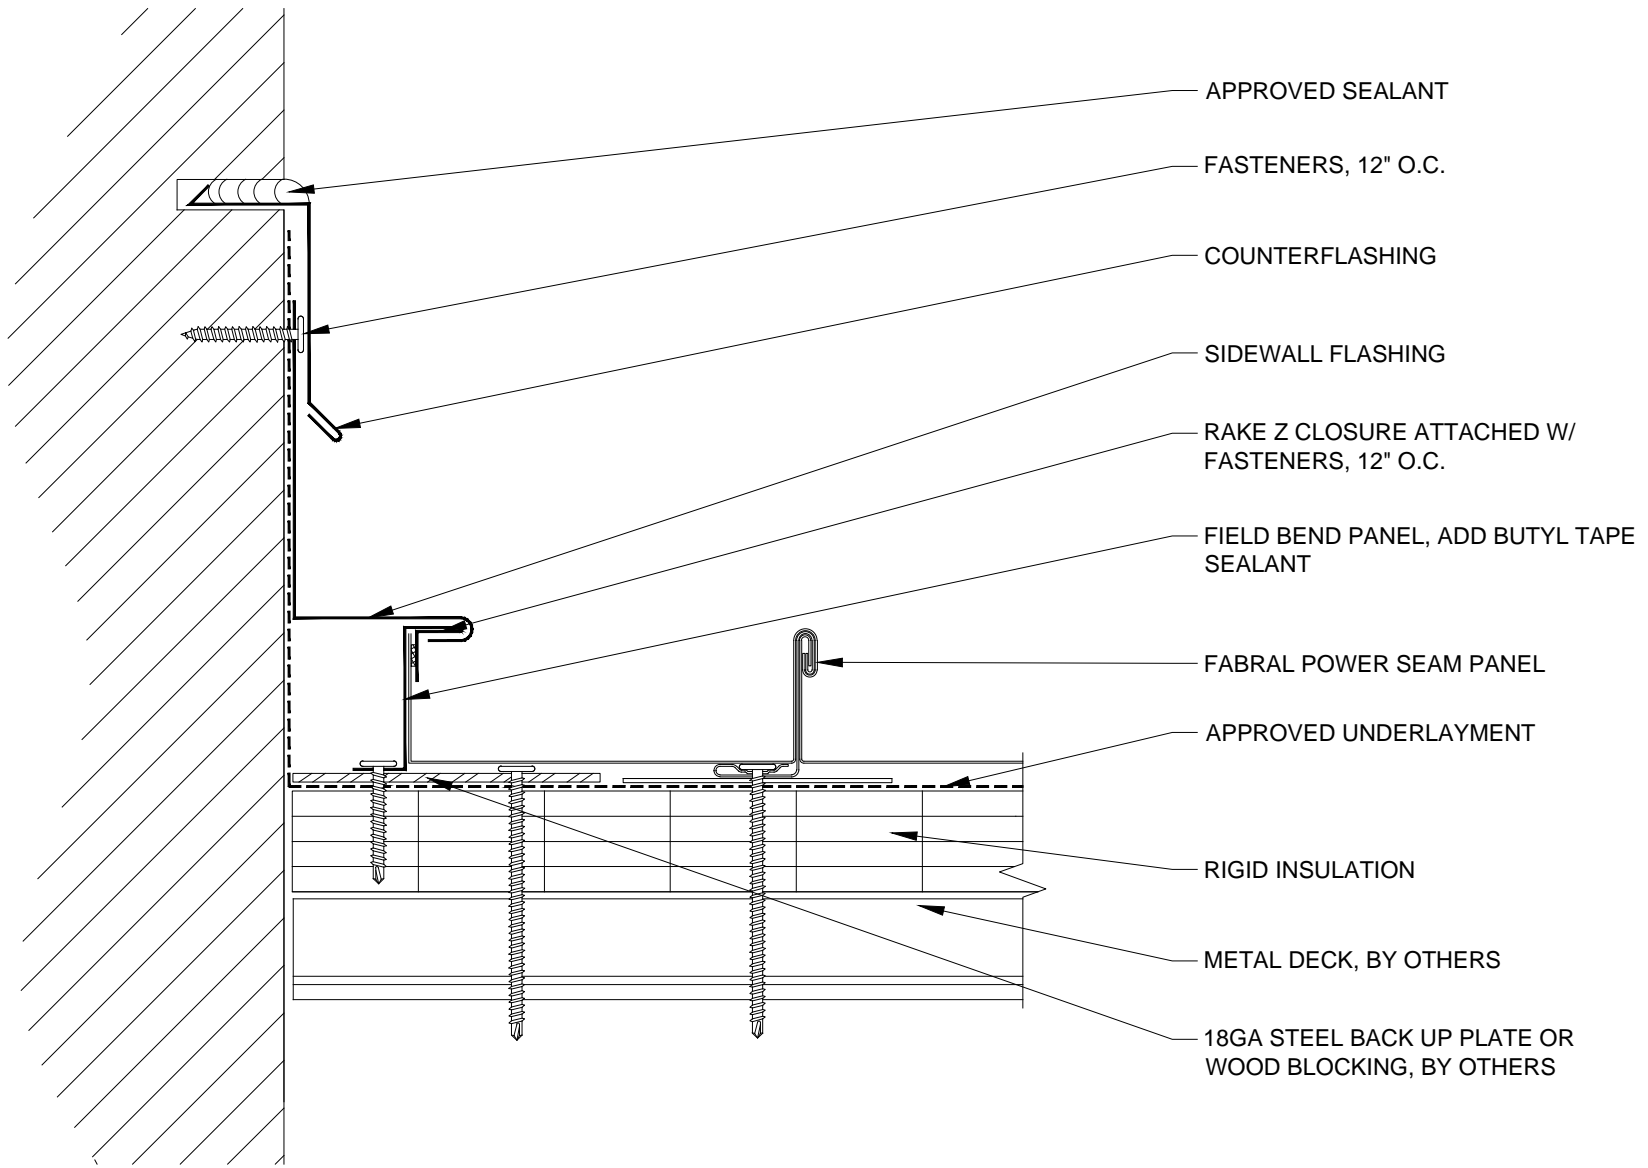 APPROVED SEALANT
FASTENERS, 12" O.C.
COUNTERFLASHING
SIDEWALL FLASHING
RAKE Z CLOSURE ATTACHED W/
FASTENERS, 12" O.C.
FIELD BEND PANEL, ADD BUTYL TAPE
SEALANT
FABRAL POWER SEAM PANEL
APPROVED UNDERLAYMENT
RIGID INSULATION
METAL DECK, BY OTHERS
18GA STEEL BACK UP PLATE OR
WOOD BLOCKING, BY OTHERS